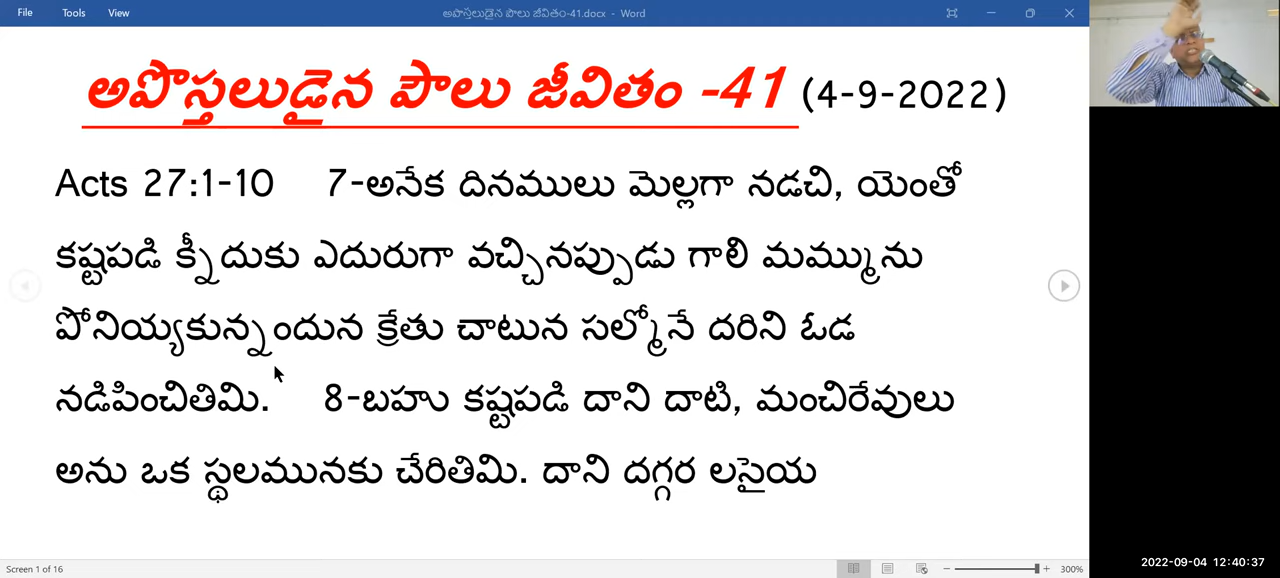 File Tools View అపొస్తలుడైన పౌలు జీవితం-41.docx - Word
అపొస్తలుడైన పౌలు జీవితం -41 (4-9-2022)
Acts 27:1-10 7-అనేక దినములు మెల్లగా నడచి, యెంతో
కష్టపడి క్నీదుకు ఎదురుగా వచ్చినప్పుడు గాలి మమ్మును
పోనియ్యకున్నందున క్రేతు చాటున సల్మోనే దరిని ఓడ
నడిపించితిమి. 8-బహు కష్టపడి దాని దాటి, మంచిరేవులు
అను ఒక స్థలమునకు చేరితిమి. దాని దగ్గర లసైయ
Screen 1 of 16 300%
2022-09-04 12:40:37